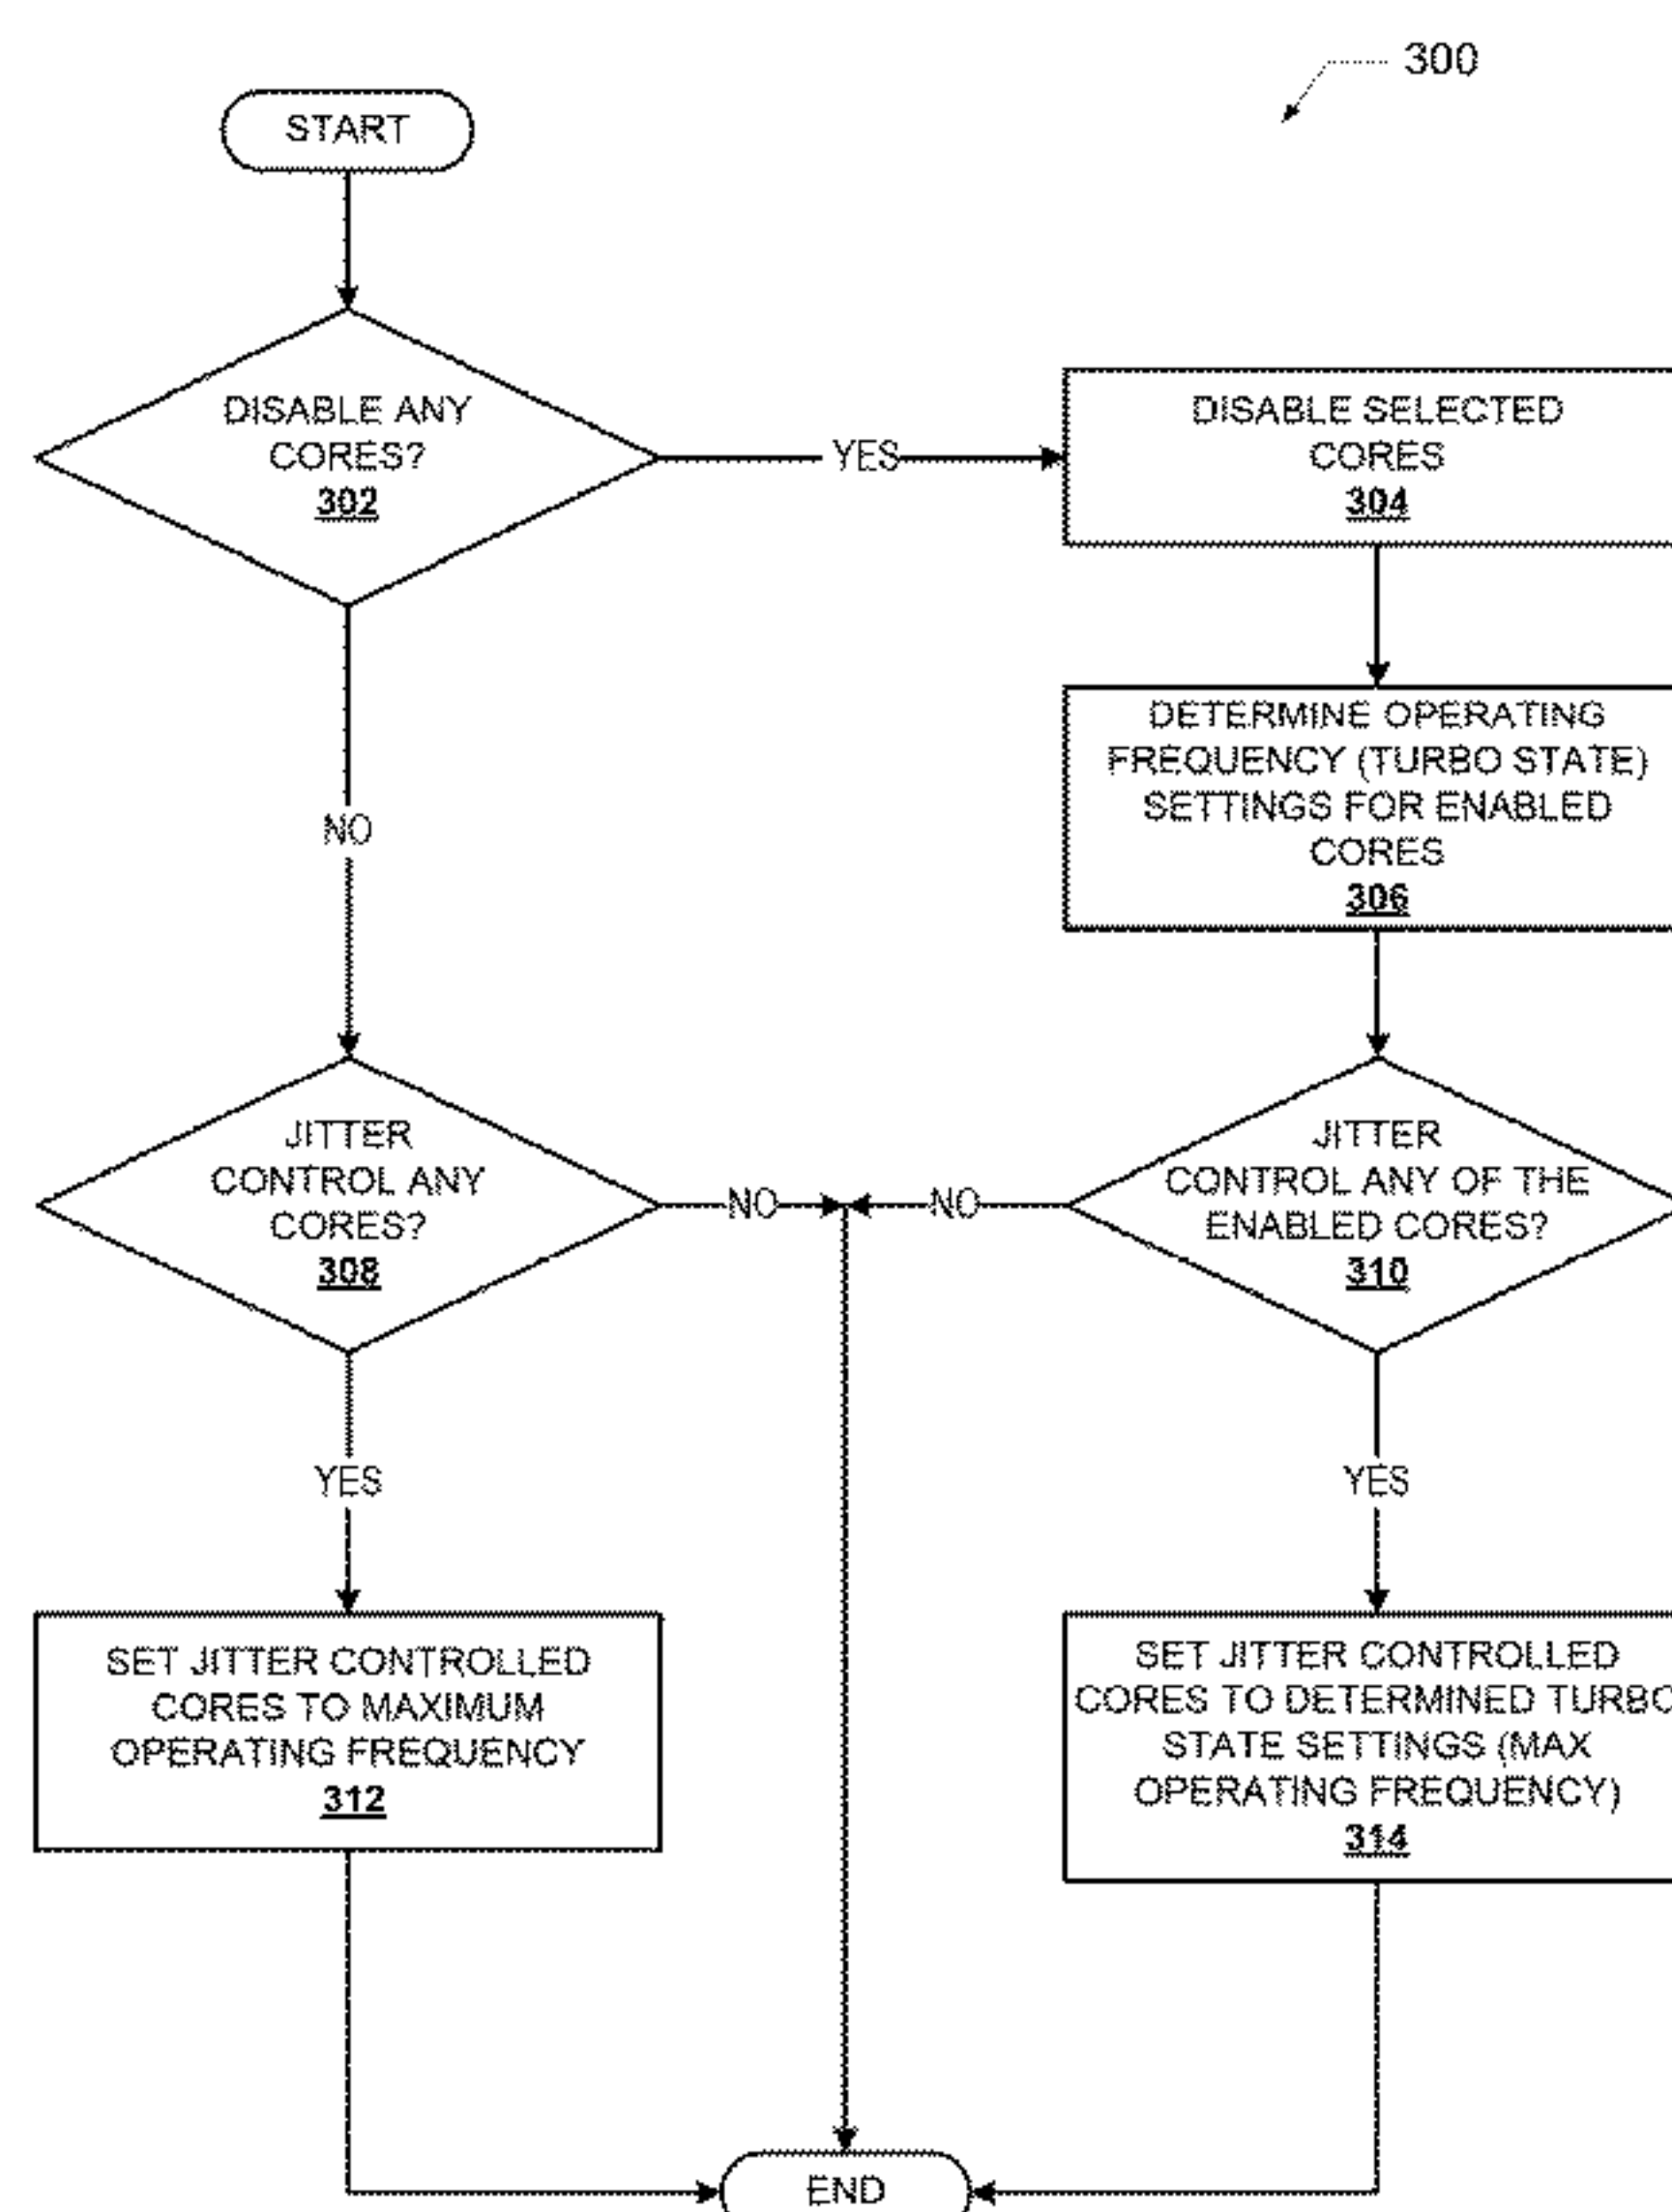 300
START
DISABLE ANY
CORES?
302
YES
DISABLE SELECTED
CORES
304
NO
DETERMINE OPERATING
FREQUENCY (TURBO STATE)
SETTINGS FOR ENABLED
CORES
306
JITTER
CONTROL ANY
CORES?
308
NO
NO
JITTER
CONTROL ANY OF THE
ENABLED CORES?
310
YES
YES
SET JITTER CONTROLLED
CORES TO MAXIMUM
OPERATING FREQUENCY
312
SET JITTER CONTROLLED
CORES TO DETERMINED TURBO
STATE SETTINGS (MAX
OPERATING FREQUENCY)
314
END